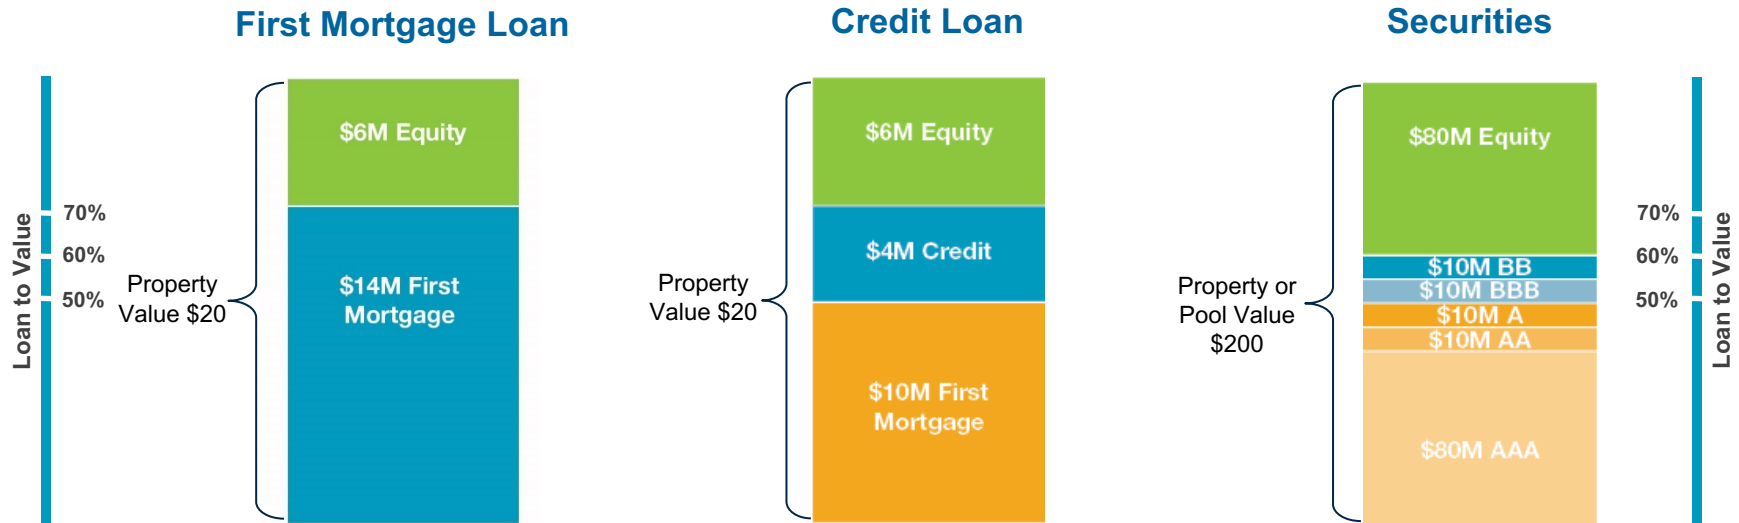 First Mortgage Loan
Credit Loan
Securities
Loan to Value
70%
60%
50%
Property
Value $20
$6M Equity
$14M First
Mortgage
Property
Value $20
$6M Equity
$4M Credit
$10M First
Mortgage
Property or
Pool Value
$200
$80M Equity
$10M BB
$10M BBB
$10M A
$10M AA
$80M AAA
70%
60%
50%
Loan to Value